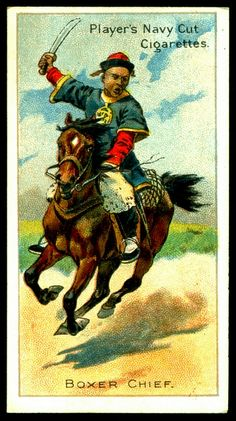 Player's Navy Cut
Cigarettes.
BOXER CHIEF.